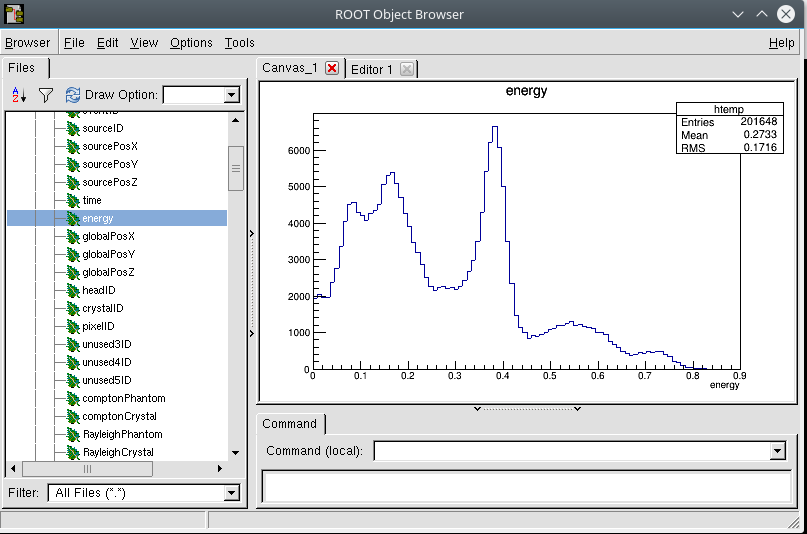 ROOT Object Browser
Browser File Edit View Options Tools Help
Files
Draw Option:
sourceID
sourcePosX
sourcePosY
sourcePosZ
time
energy
globalPosX
globalPosY
globalPosZ
headID
crystalID
pixelID
unused3ID
unused4ID
unused5ID
comptonPhantom
comptonCrystal
RayleighPhantom
RayleighCrystal
Filter: All Files (*.*)
Canvas_1 Editor 1
energy
htemp
Entries 201648
Mean 0.2733
RMS 0.1716
6000
5000
4000
3000
2000
1000
0
0 0.1 0.2 0.3 0.4 0.5 0.6 0.7 0.8 0.9
energy
Command
Command (local):